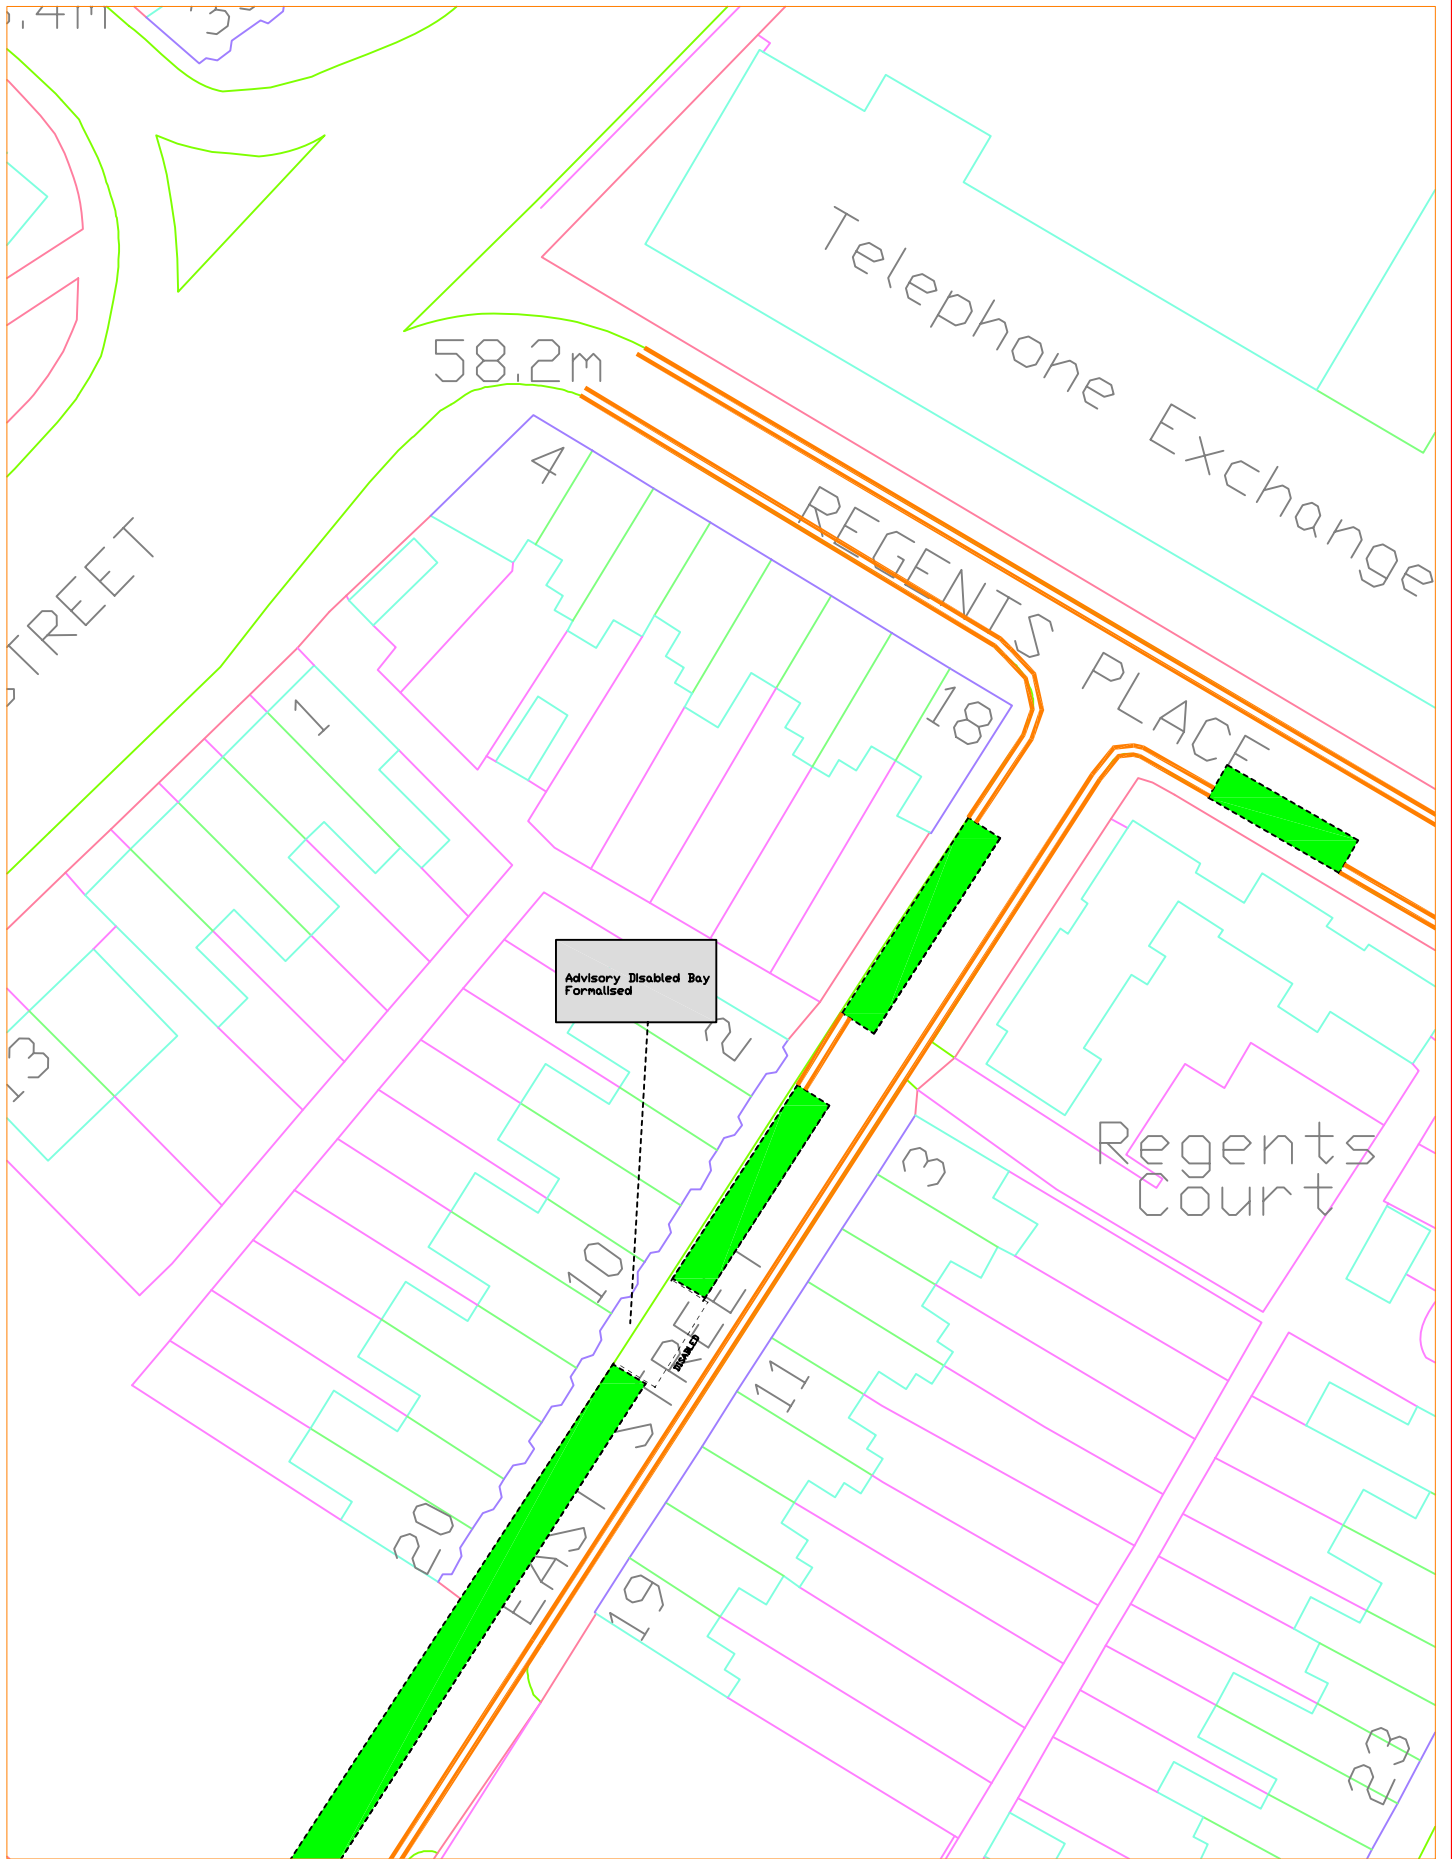 58.2m
Telephone Exchange
4
REGENTS PLACE
STREET
1
18
Advisory Disabled Bay
Formalised
2
13
3
Regents
Court
10
DISABLED
11
EAST STREET
20
19
23